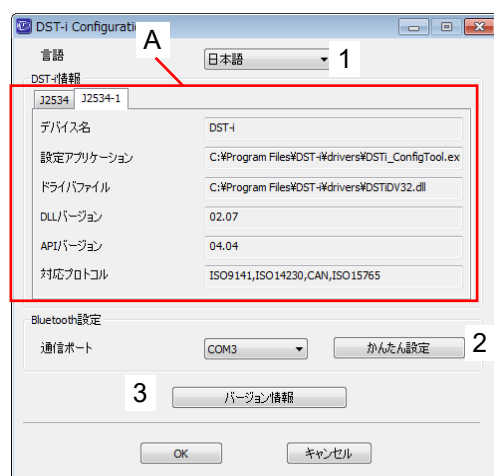 DST-i Configurati
A
言語
日本語
1
DST-i情報
J2534 J2534-1
デバイス名 DST-i
設定アプリケーション C:¥Program Files¥DST-i¥drivers¥DSTi_ConfigTool.ex
ドライバファイル C:¥Program Files¥DST-i¥drivers¥DSTiDV32.dll
DLLバージョン 02.07
APIバージョン 04.04
対応プロトコル ISO9141,ISO14230,CAN,ISO15765
Bluetooth設定
通信ポート COM3 かんたん設定 2
3 バージョン情報
OK キャンセル